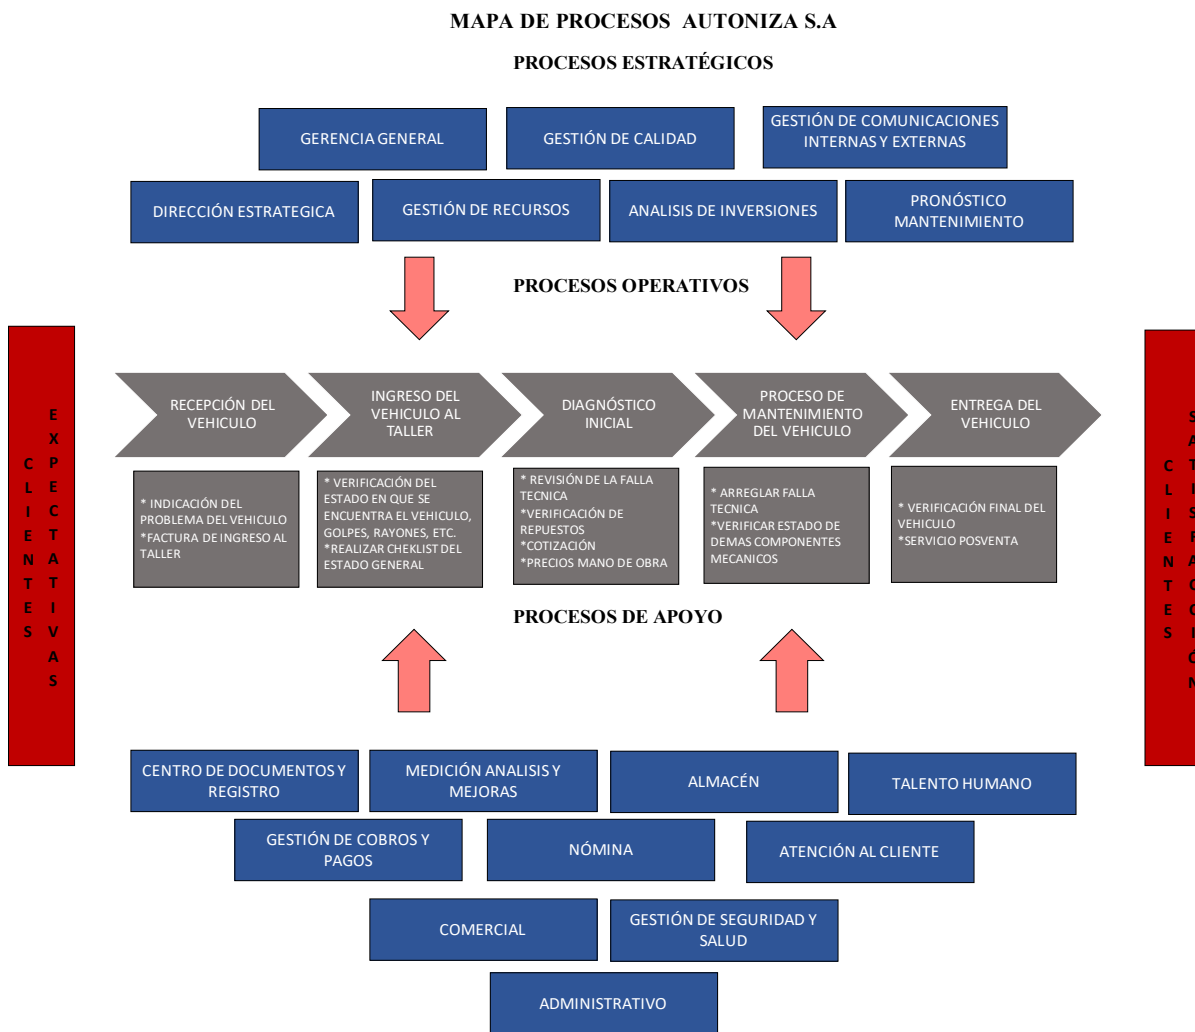 MAPA DE PROCESOS AUTONIZA S.A
PROCESOS ESTRATÉGICOS
GERENCIA GENERAL
GESTIÓN DE CALIDAD
GESTIÓN DE COMUNICACIONES
INTERNAS Y EXTERNAS
DIRECCIÓN ESTRATEGICA
GESTIÓN DE RECURSOS
ANALISIS DE INVERSIONES
PRONÓSTICO
MANTENIMIENTO
PROCESOS OPERATIVOS
CLIENTES
EXPECTATIVAS
RECEPCIÓN DEL
VEHICULO
INGRESO DEL
VEHICULO AL
TALLER
DIAGNÓSTICO
INICIAL
PROCESO DE
MANTENIMIENTO
DEL VEHICULO
ENTREGA DEL
VEHICULO
* INDICACIÓN DEL
PROBLEMA DEL VEHICULO
*FACTURA DE INGRESO AL
TALLER
* VERIFICACIÓN DEL
ESTADO EN QUE SE
ENCUENTRA EL VEHICULO,
GOLPES, RAYONES, ETC.
*REALIZAR CHEKLIST DEL
ESTADO GENERAL
* REVISIÓN DE LA FALLA
TECNICA
*VERIFICACIÓN DE
REPUESTOS
*COTIZACIÓN
*PRECIOS MANO DE OBRA
* ARREGLAR FALLA
TECNICA
*VERIFICAR ESTADO DE
DEMAS COMPONENTES
MECANICOS
* VERIFICACIÓN FINAL DEL
VEHICULO
*SERVICIO POSVENTA
CLIENTES
SATISFACCIÓN
PROCESOS DE APOYO
CENTRO DE DOCUMENTOS Y
REGISTRO
MEDICIÓN ANALISIS Y
MEJORAS
ALMACÉN
TALENTO HUMANO
GESTIÓN DE COBROS Y
PAGOS
NÓMINA
ATENCIÓN AL CLIENTE
COMERCIAL
GESTIÓN DE SEGURIDAD Y
SALUD
ADMINISTRATIVO